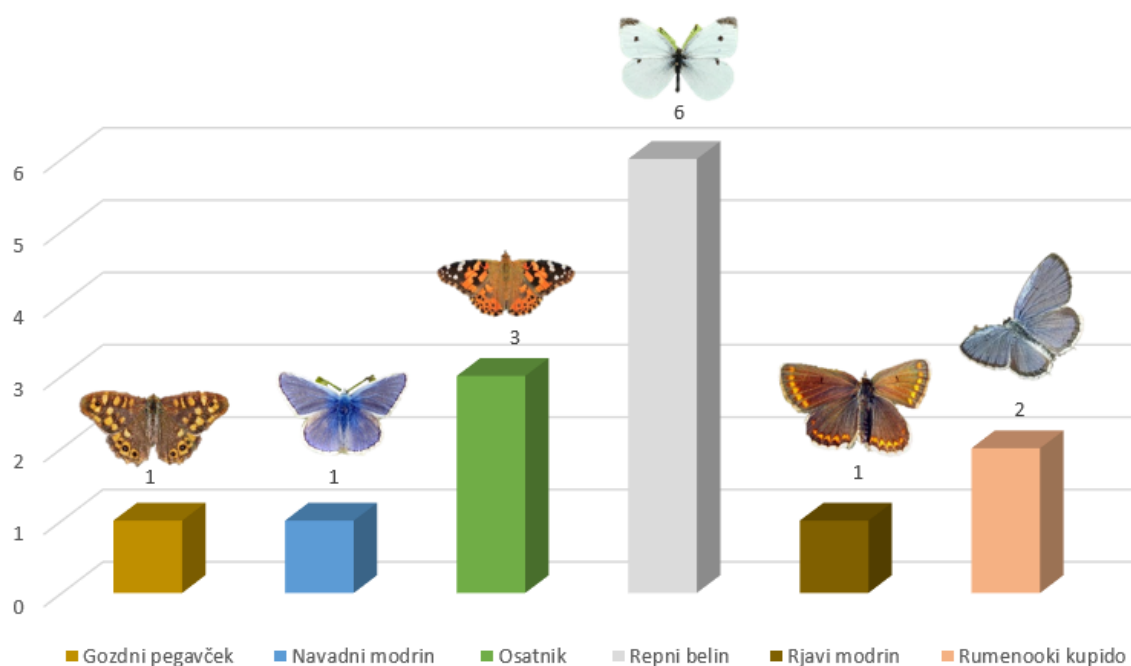 6
6
5
4
3
3
2
2
1
1
1
1
0
Gozdni pegavček
Navadni modrin
Osatnik
Repni belin
Rjavi modrin
Rumenooki kupido